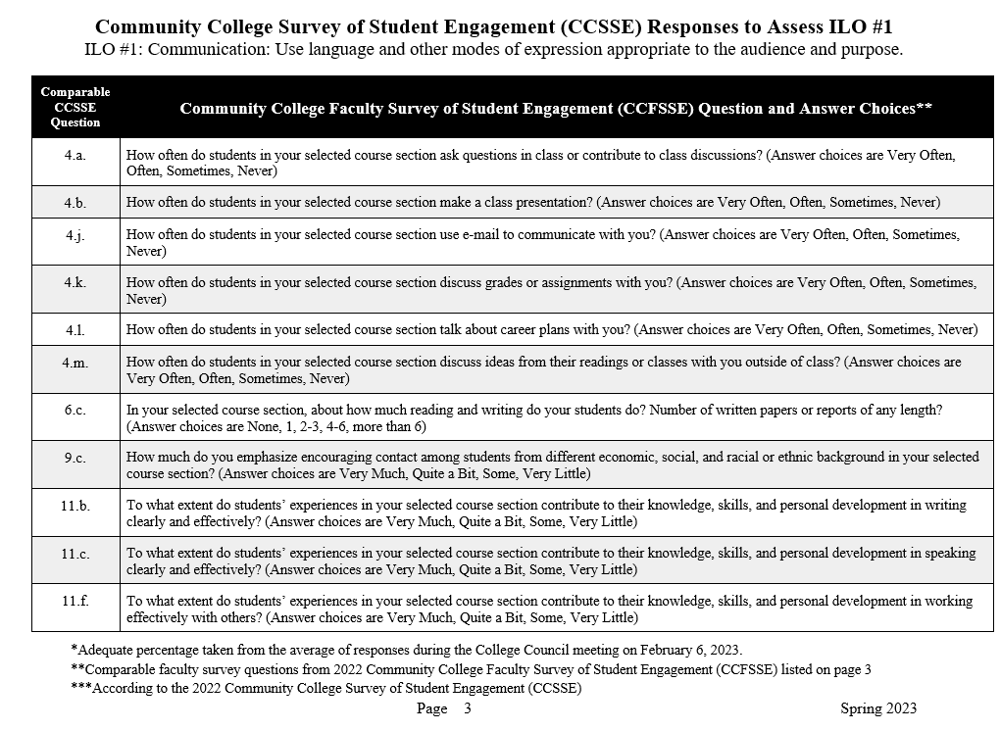 Community College Survey of Student Engagement (CCSSE) Responses to Assess ILO #1
ILO #1: Communication: Use language and other modes of expression appropriate to the audience and purpose.
Comparable
CCSSE
Question
Community College Faculty Survey of Student Engagement (CCFSSE) Question and Answer Choices**
4.a.
How often do students in your selected course section ask questions in class or contribute to class discussions? (Answer choices are Very Often,
Often, Sometimes, Never)
4.b.
How often do students in your selected course section make a class presentation? (Answer choices are Very Often, Often, Sometimes, Never)
4.j.
How often do students in your selected course section use e-mail to communicate with you? (Answer choices are Very Often, Often, Sometimes,
Never)
4.k.
How often do students in your selected course section discuss grades or assignments with you? (Answer choices are Very Often, Often, Sometimes,
Never)
4.l.
How often do students in your selected course section talk about career plans with you? (Answer choices are Very Often, Often, Sometimes, Never)
4.m.
How often do students in your selected course section discuss ideas from their readings or classes with you outside of class? (Answer choices are
Very Often, Often, Sometimes, Never)
6.c.
In your selected course section, about how much reading and writing do your students do? Number of written papers or reports of any length?
(Answer choices are None, 1, 2-3, 4-6, more than 6)
9.c.
How much do you emphasize encouraging contact among students from different economic, social, and racial or ethnic background in your selected
course section? (Answer choices are Very Much, Quite a Bit, Some, Very Little)
11.b.
To what extent do students’ experiences in your selected course section contribute to their knowledge, skills, and personal development in writing
clearly and effectively? (Answer choices are Very Much, Quite a Bit, Some, Very Little)
11.c.
To what extent do students’ experiences in your selected course section contribute to their knowledge, skills, and personal development in speaking
clearly and effectively? (Answer choices are Very Much, Quite a Bit, Some, Very Little)
11.f.
To what extent do students’ experiences in your selected course section contribute to their knowledge, skills, and personal development in working
effectively with others? (Answer choices are Very Much, Quite a Bit, Some, Very Little)
*Adequate percentage taken from the average of responses during the College Council meeting on February 6, 2023.
**Comparable faculty survey questions from 2022 Community College Faculty Survey of Student Engagement (CCFSSE) listed on page 3
***According to the 2022 Community College Survey of Student Engagement (CCSSE)
Page 3
Spring 2023